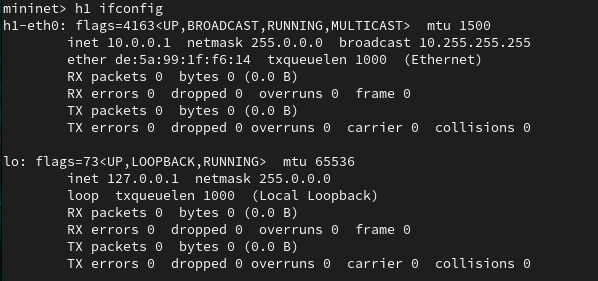 mininet> h1 ifconfig
h1-eth0: flags=4163<UP,BROADCAST,RUNNING,MULTICAST>  mtu 1500
        inet 10.0.0.1  netmask 255.0.0.0  broadcast 10.255.255.255
        ether de:5a:99:1f:f6:14  txqueuelen 1000  (Ethernet)
        RX packets 0  bytes 0 (0.0 B)
        RX errors 0  dropped 0  overruns 0  frame 0
        TX packets 0  bytes 0 (0.0 B)
        TX errors 0  dropped 0 overruns 0  carrier 0  collisions 0

lo: flags=73<UP,LOOPBACK,RUNNING>  mtu 65536
        inet 127.0.0.1  netmask 255.0.0.0
        loop  txqueuelen 1000  (Local Loopback)
        RX packets 0  bytes 0 (0.0 B)
        RX errors 0  dropped 0  overruns 0  frame 0
        TX packets 0  bytes 0 (0.0 B)
        TX errors 0  dropped 0 overruns 0  carrier 0  collisions 0